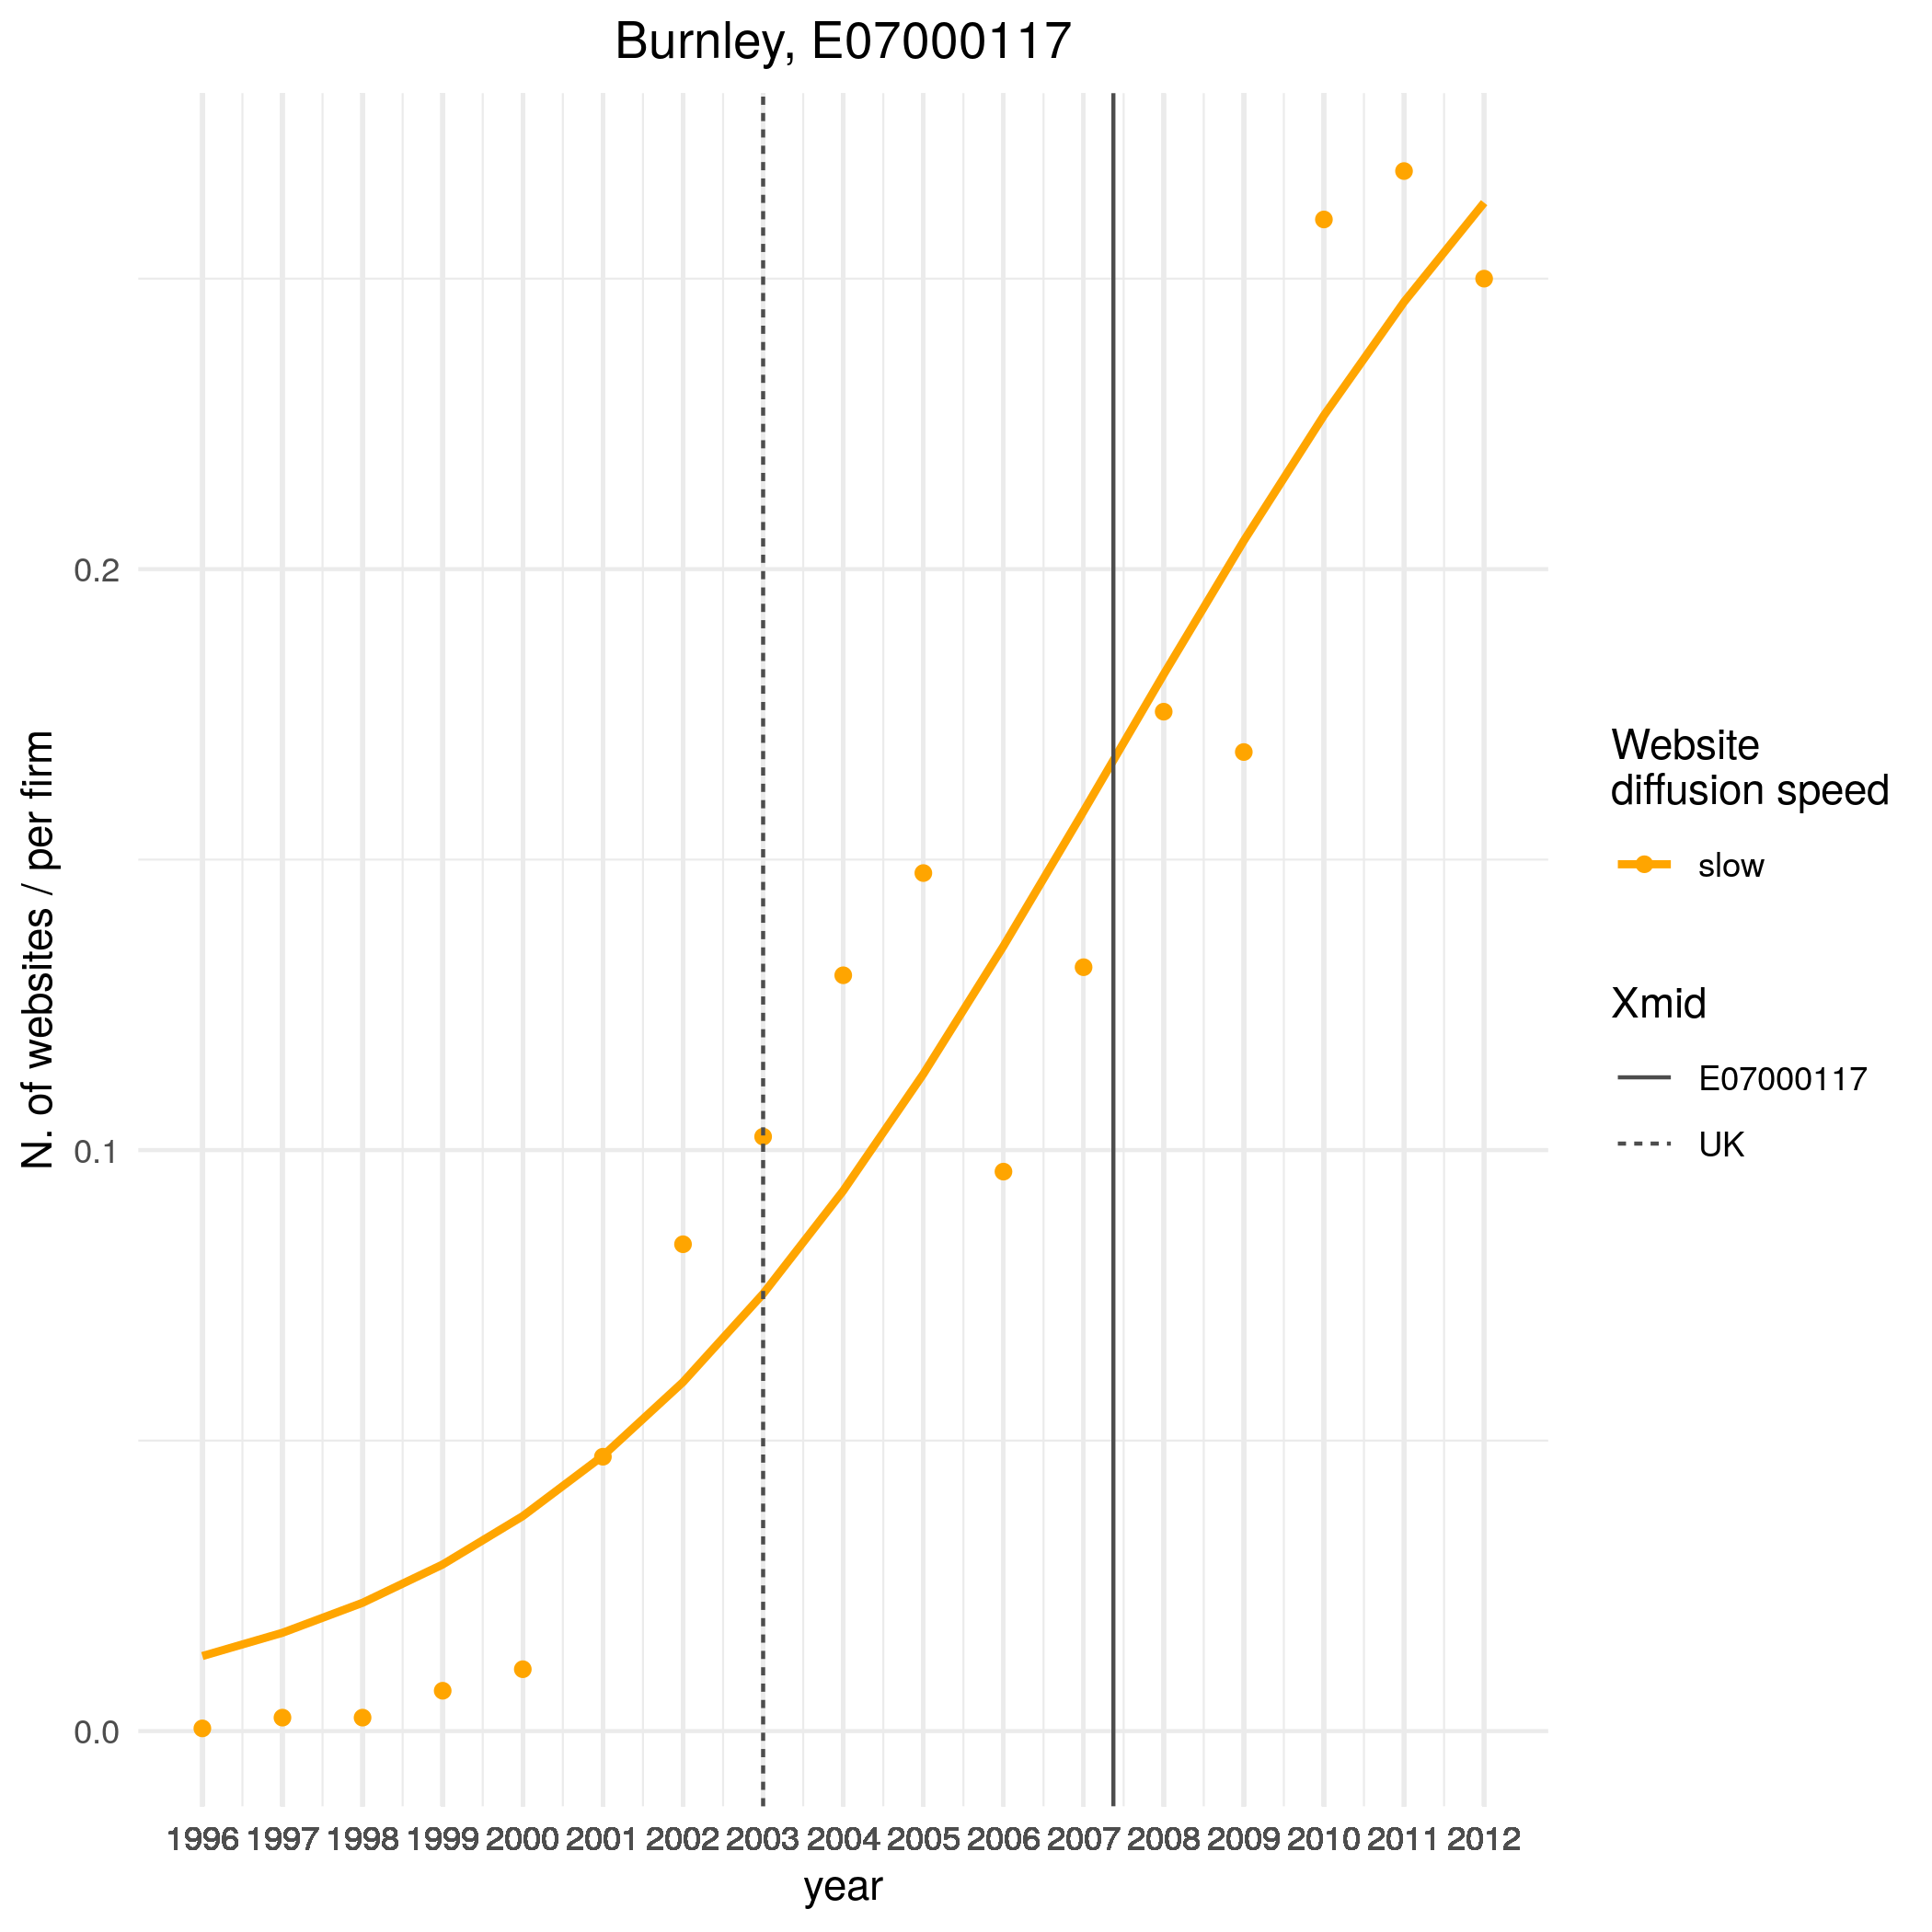 Burnley, E07000117
N. of websites / per firm
0.2
0.1
0.0
1996 1997 1998 1999 2000 2001 2002 2003 2004 2005 2006 2007 2008 2009 2010 2011 2012
year
Website
diffusion speed
slow
Xmid
E07000117
UK